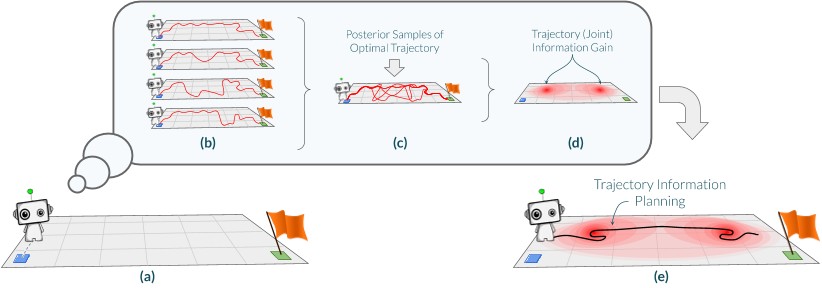 Posterior Samples of
Optimal Trajectory
Trajectory (Joint)
Information Gain
(b)
(c)
(d)
Trajectory Information
Planning
(a)
(e)